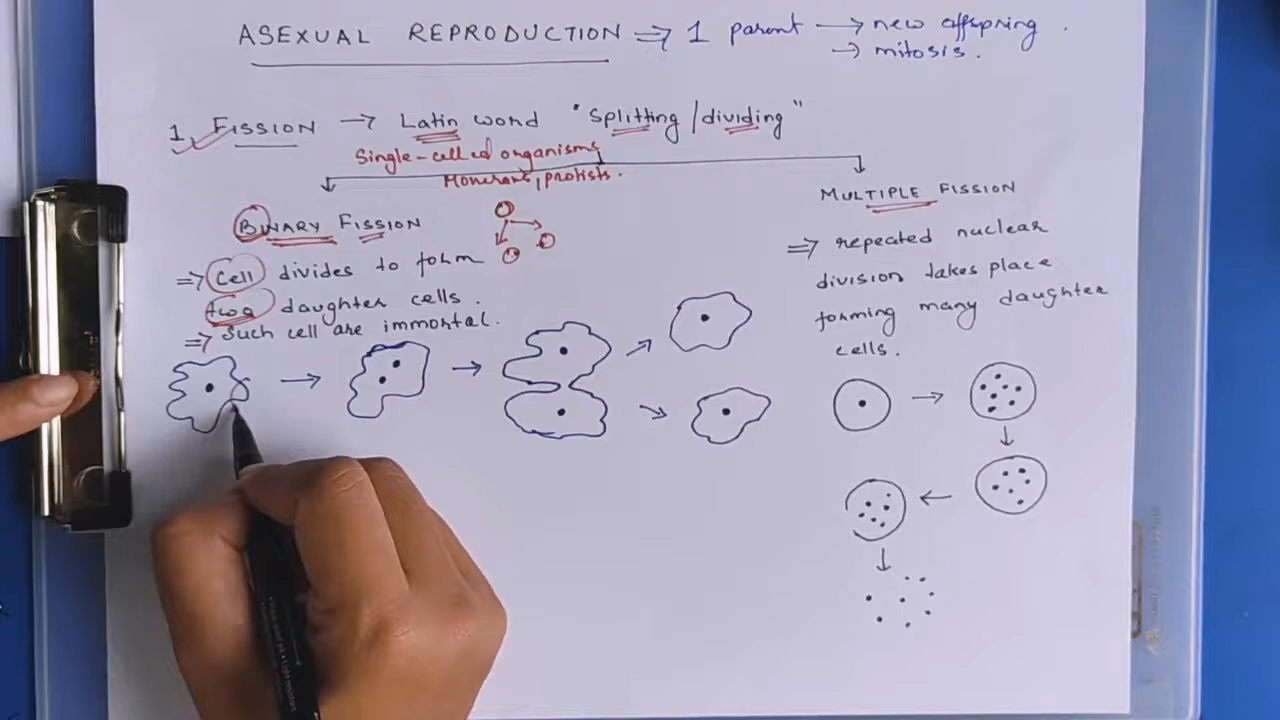 ASEXUAL REPRODUCTION ⇒ 1 parent → new offspring.
→ mitosis.
1. FISSION → Latin word "Splitting/dividing"
Single-celled organisms
Monerans, protists.
BINARY FISSION
⇒ Cell divides to form
two daughter cells.
⇒ Such cell are immortal.
MULTIPLE FISSION
⇒ repeated nuclear
division takes place
forming many daughter
cells.